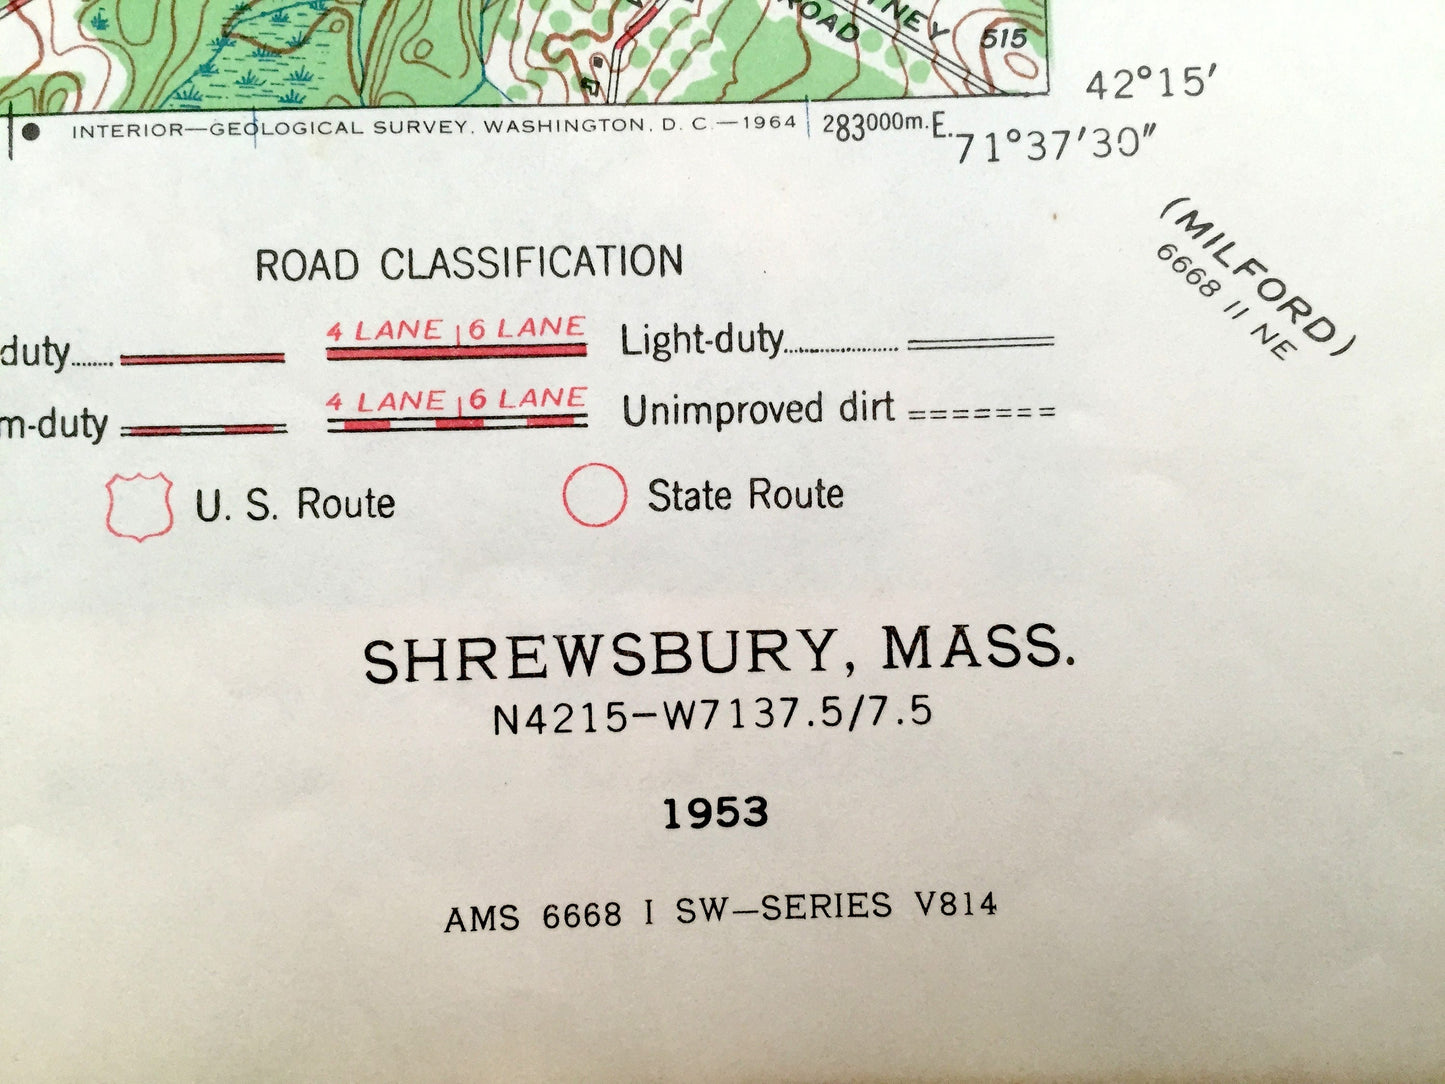 ROAD
515
42°15′
INTERIOR—GEOLOGICAL SURVEY, WASHINGTON, D. C.—1964
283000m.E.
71°37′30″
(MILFORD)
6668 II NE
ROAD CLASSIFICATION
duty........ 4 LANE | 6 LANE Light-duty....................
m-duty 4 LANE | 6 LANE Unimproved dirt =======
U. S. Route State Route
SHREWSBURY, MASS.
N4215—W7137.5/7.5
1953
AMS 6668 I SW—SERIES V814